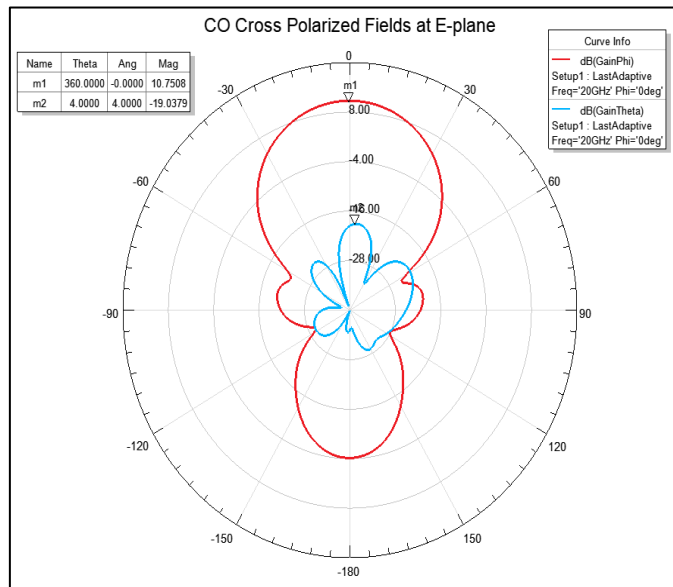 CO Cross Polarized Fields at E-plane
Name Theta Ang Mag
m1 360.0000 -0.0000 10.7508
m2 4.0000 4.0000 -19.0379
Curve Info
dB(GainPhi)
Setup1 : LastAdaptive
Freq='20GHz' Phi='0deg'
dB(GainTheta)
Setup1 : LastAdaptive
Freq='20GHz' Phi='0deg'
0
m1
-30
30
8.00
-4.00
-60
60
m2
-16.00
-28.00
-90
90
-120
120
-150
150
-180